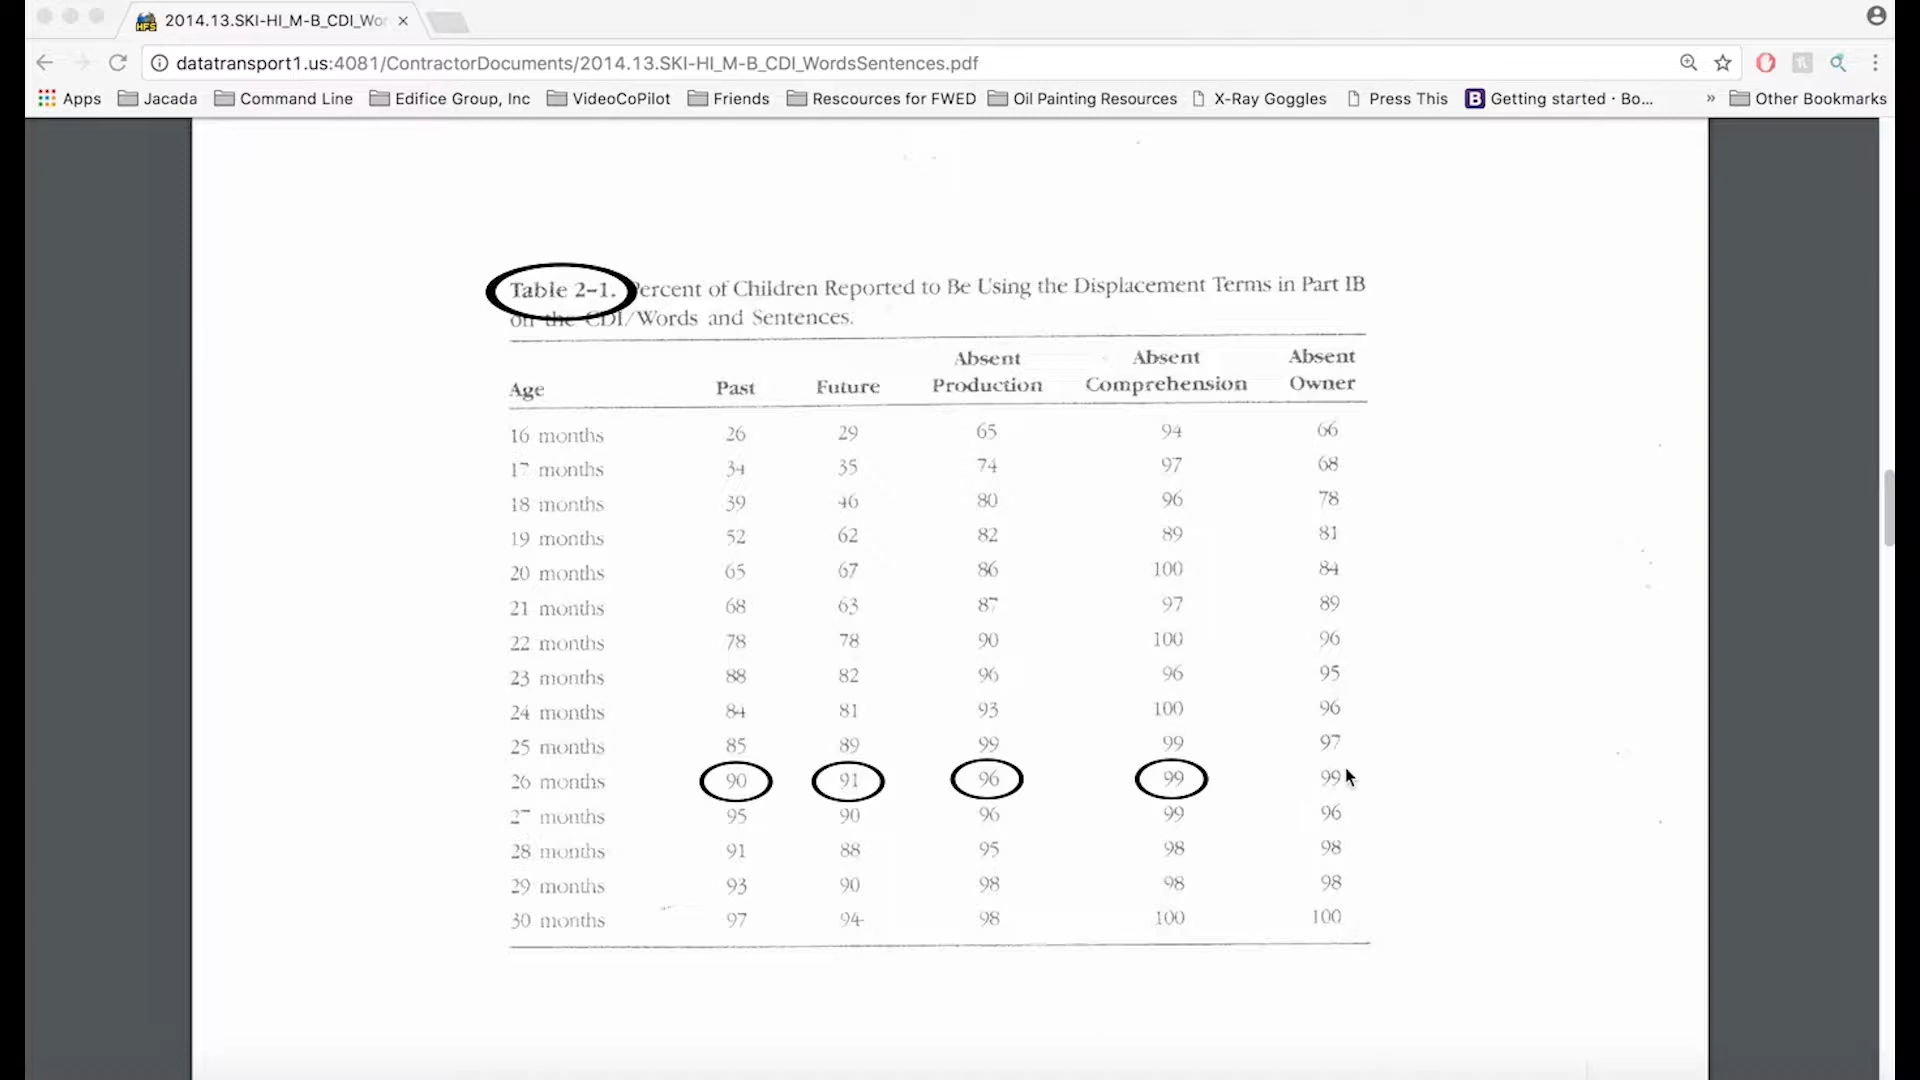 2014.13.SKI-HI_M-B_CDI_Wo
datatransport1.us:4081/ContractorDocuments/2014.13.SKI-HI_M-B_CDI_WordsSentences.pdf
Apps Jacada Command Line Edifice Group, Inc VideoCoPilot Friends Rescources for FWED Oil Painting Resources X-Ray Goggles Press This B Getting started · Bo... » Other Bookmarks
Table 2-1. Percent of Children Reported to Be Using the Displacement Terms in Part IB
on the CDI/Words and Sentences.
Age Past Future Absent Production Absent Comprehension Absent Owner
16 months 26 29 65 94 66
17 months 34 35 74 97 68
18 months 39 46 80 96 78
19 months 52 62 82 89 81
20 months 65 67 86 100 84
21 months 68 63 87 97 89
22 months 78 78 90 100 96
23 months 88 82 96 96 95
24 months 84 81 93 100 96
25 months 85 89 99 99 97
26 months 90 91 96 99 99
27 months 95 90 96 99 96
28 months 91 88 95 98 98
29 months 93 90 98 98 98
30 months 97 94 98 100 100